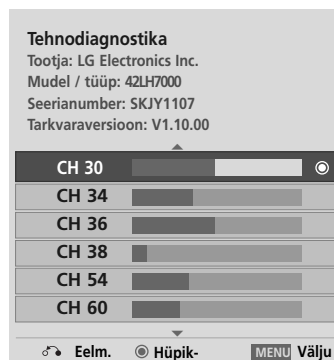 Tehnodiagnostika
Tootja: LG Electronics Inc.
Mudel / tüüp: 42LH7000
Seerianumber: SKJY1107
Tarkvaraversioon: V1.10.00
CH 30
CH 34
CH 36
CH 38
CH 54
CH 60
Eelm. Hüpik- MENU Välju